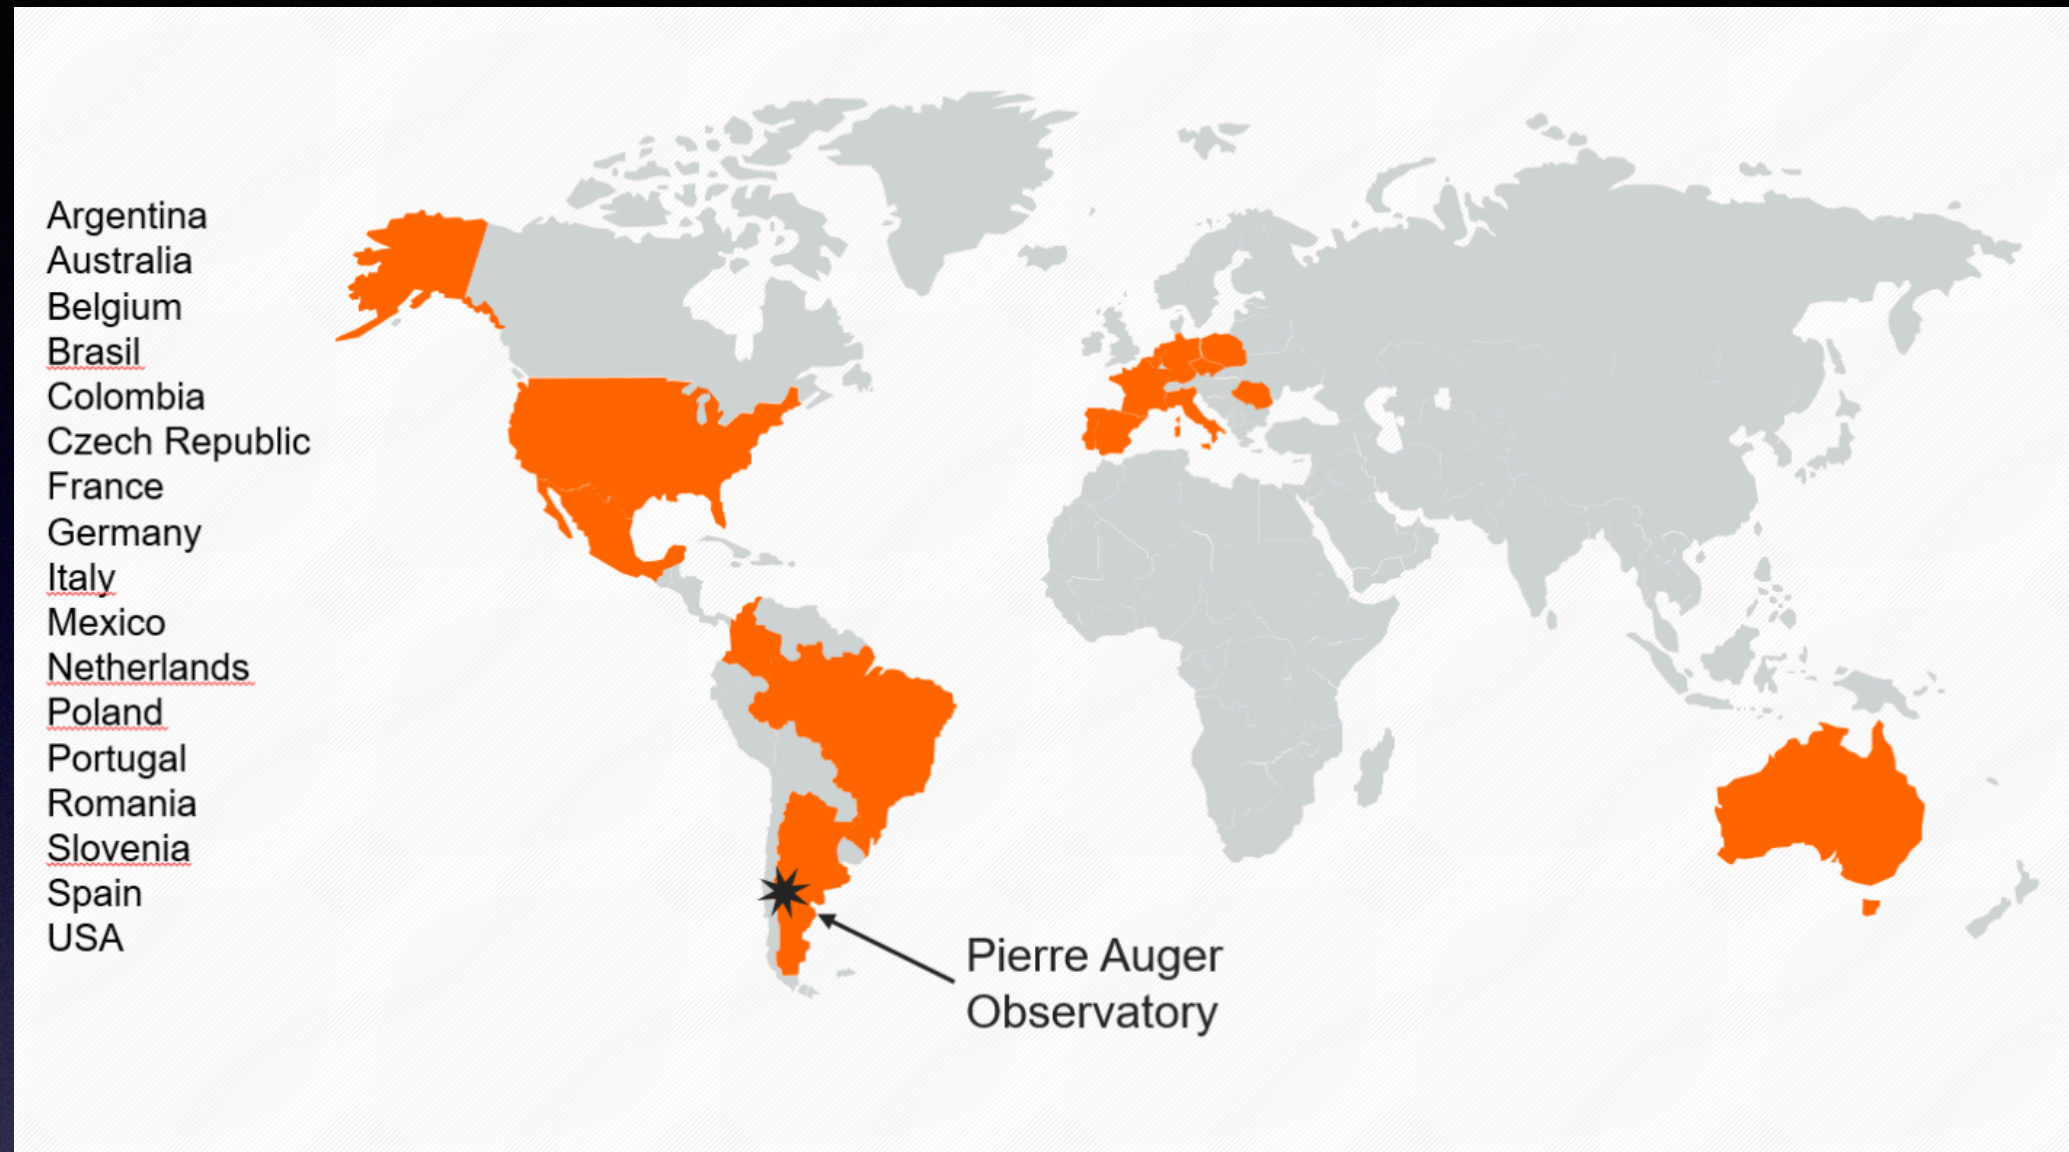 Argentina
Australia
Belgium
Brasil
Colombia
Czech Republic
France
Germany
Italy
Mexico
Netherlands
Poland
Portugal
Romania
Slovenia
Spain
USA
Pierre Auger
Observatory